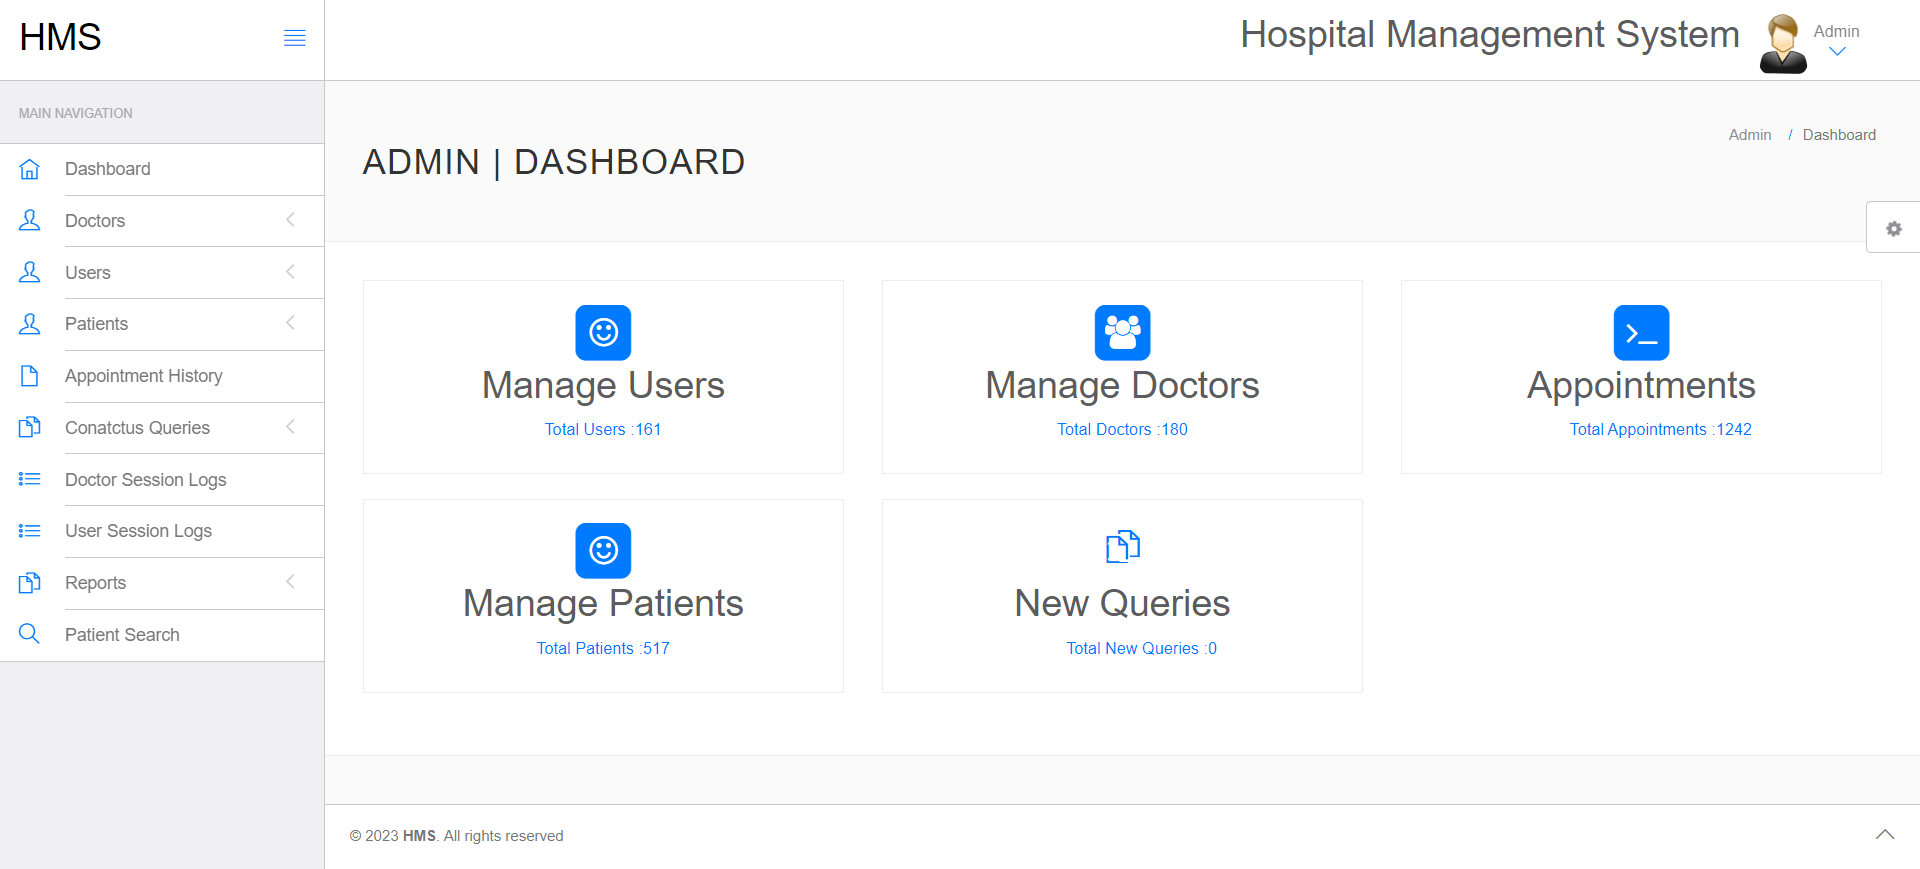 HMS
Hospital Management System
Admin
MAIN NAVIGATION
Dashboard
Doctors
Users
Patients
Appointment History
Conatctus Queries
Doctor Session Logs
User Session Logs
Reports
Patient Search
ADMIN | DASHBOARD
Admin / Dashboard
Manage Users
Total Users :161
Manage Doctors
Total Doctors :180
Appointments
Total Appointments :1242
Manage Patients
Total Patients :517
New Queries
Total New Queries :0
© 2023 HMS. All rights reserved